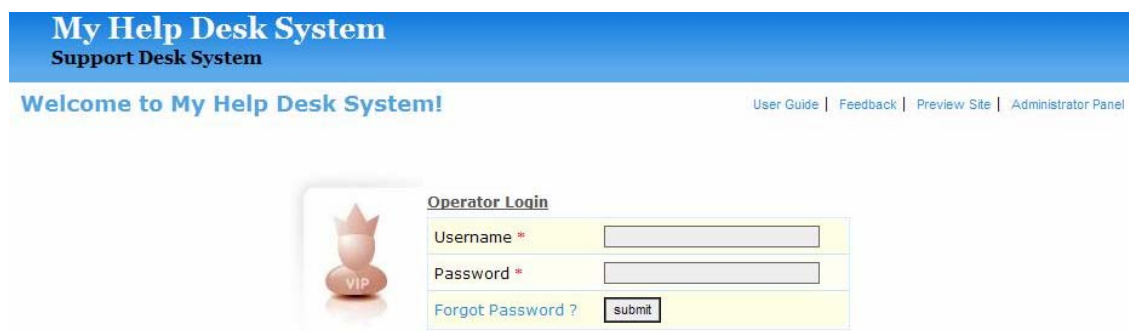 My Help Desk System
Support Desk System
Welcome to My Help Desk System!
User Guide | Feedback | Preview Site | Administrator Panel
Operator Login
Username *
Password *
Forgot Password ? submit
VIP